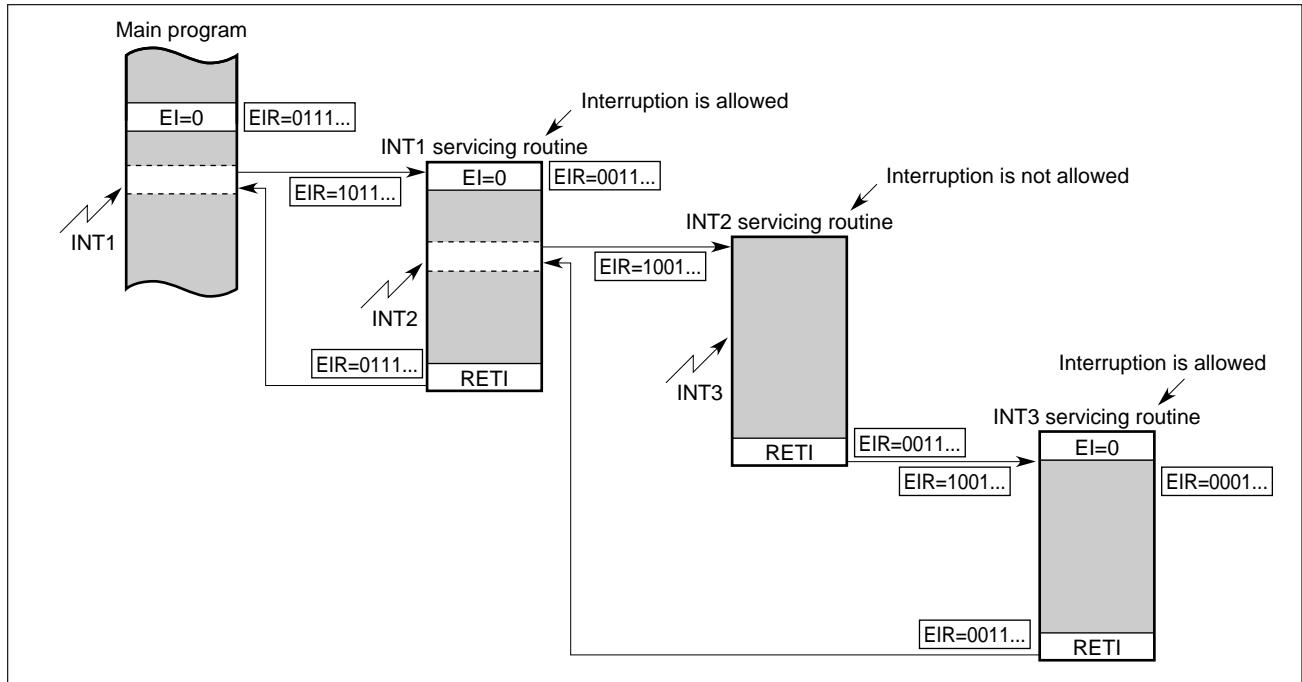 Main program
EI=0
EIR=0111...
Interruption is allowed
INT1 servicing routine
EI=0
EIR=0011...
EIR=1011...
INT1
Interruption is not allowed
INT2 servicing routine
EIR=1001...
INT2
EIR=0111...
RETI
INT3
Interruption is allowed
INT3 servicing routine
RETI
EIR=0011...
EI=0
EIR=1001...
EIR=0001...
EIR=0011...
RETI